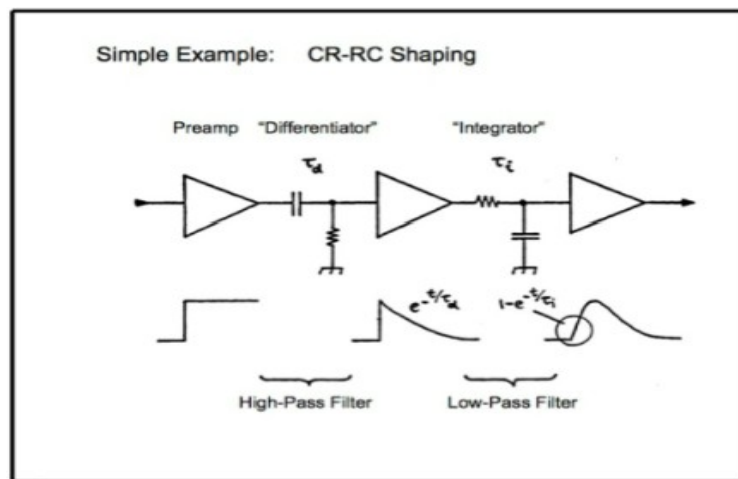 Simple Example: CR-RC Shaping
Preamp "Differentiator" "Integrator"
τd τi
e^-t/τd 1-e^-t/τi
High-Pass Filter Low-Pass Filter